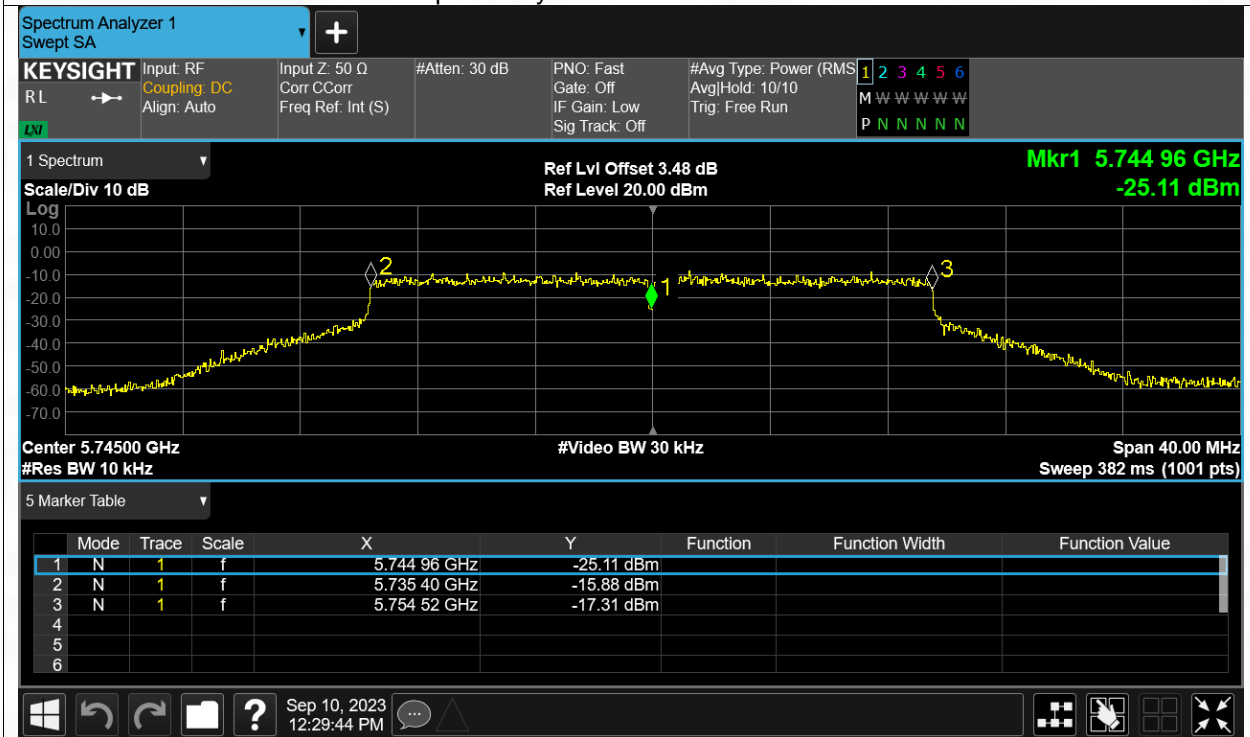 Spectrum Analyzer 1
Swept SA
KEYSIGHT Input: RF Input Z: 50 Ω #Atten: 30 dB PNO: Fast #Avg Type: Power (RMS 1 2 3 4 5 6
RL Coupling: DC Corr CCorr Gate: Off Avg|Hold: 10/10 M W W W W W
Align: Auto Freq Ref: Int (S) IF Gain: Low Trig: Free Run
LXI Sig Track: Off P N N N N N
1 Spectrum Ref Lvl Offset 3.48 dB Mkr1 5.744 96 GHz
Scale/Div 10 dB Ref Level 20.00 dBm -25.11 dBm
Log
10.0
0.00
2 3
-10.0
1
-20.0
-30.0
-40.0
-50.0
-60.0
-70.0
Center 5.74500 GHz #Video BW 30 kHz Span 40.00 MHz
#Res BW 10 kHz Sweep 382 ms (1001 pts)
5 Marker Table
Mode Trace Scale X Y Function Function Width Function Value
1 N 1 f 5.744 96 GHz -25.11 dBm
2 N 1 f 5.735 40 GHz -15.88 dBm
3 N 1 f 5.754 52 GHz -17.31 dBm
4
5
6
? Sep 10, 2023
12:29:44 PM